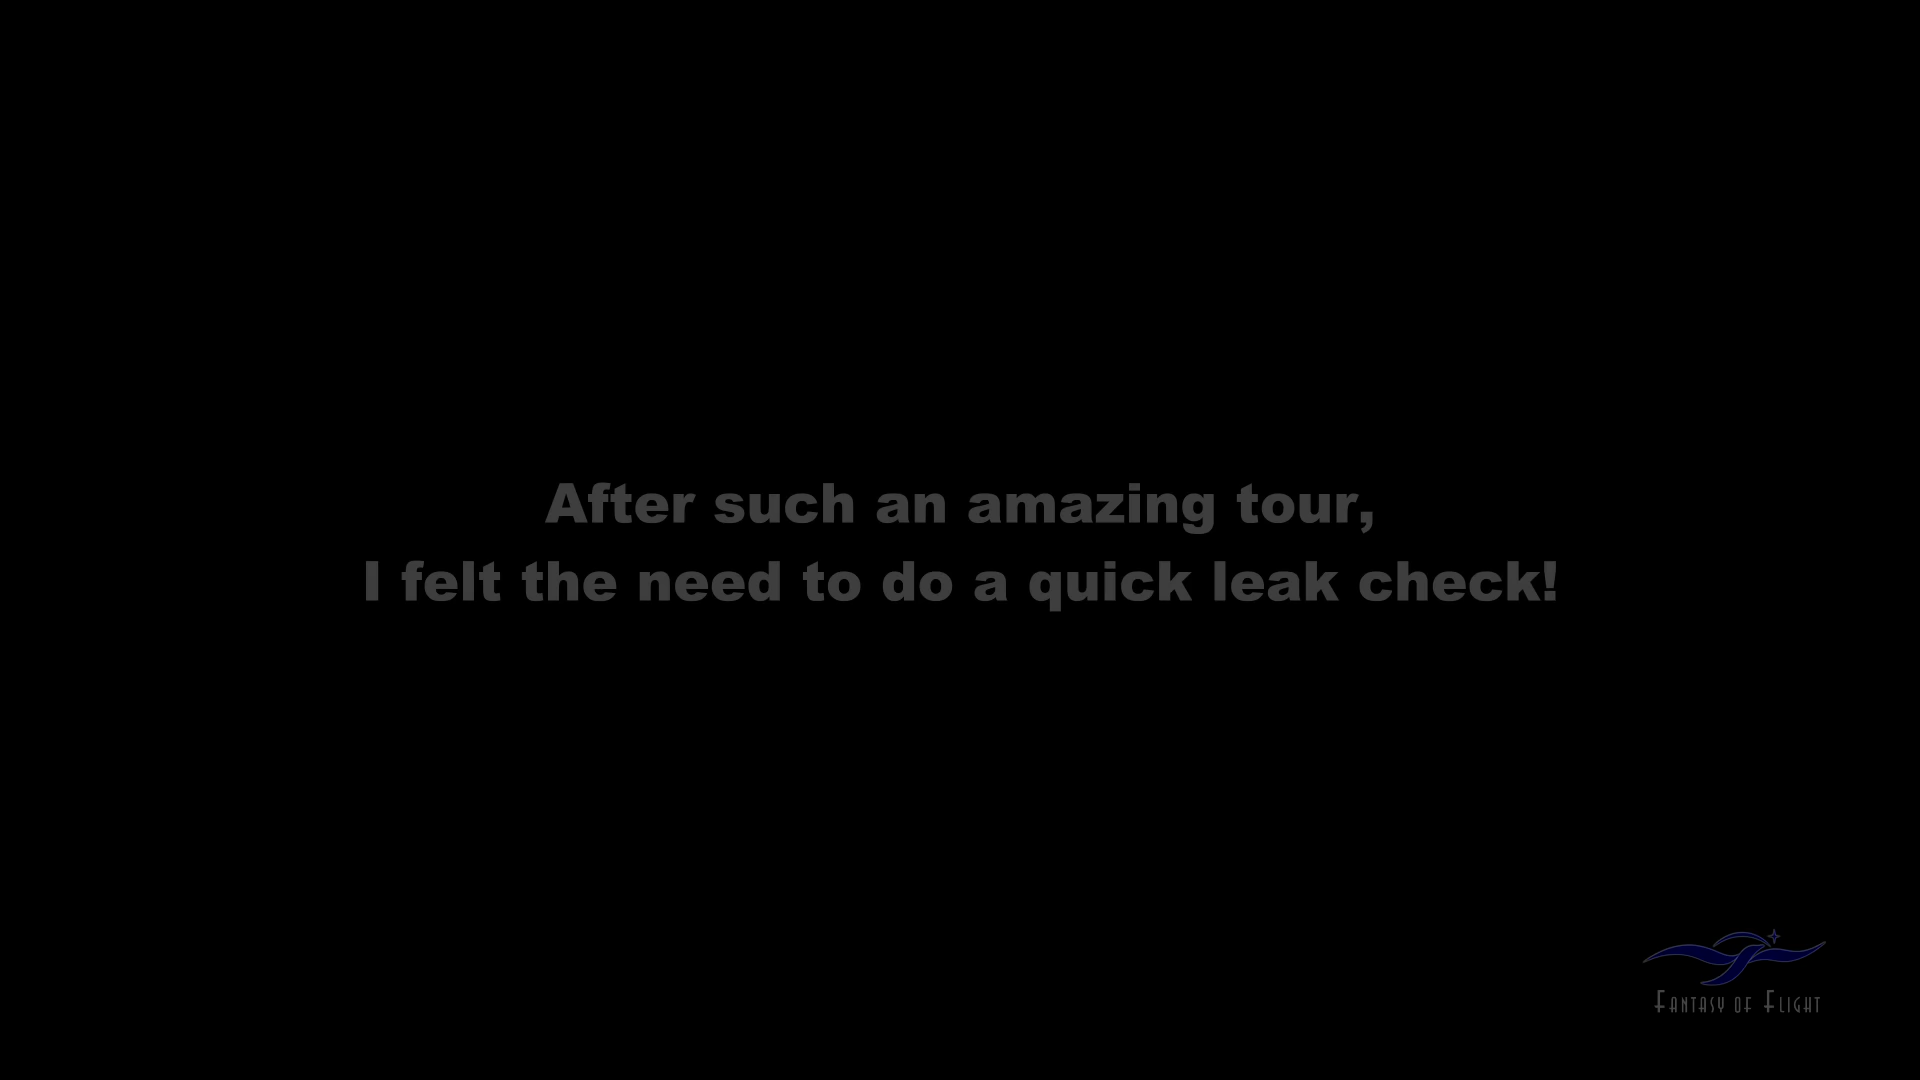 After such an amazing tour,
I felt the need to do a quick leak check!
Fantasy of Flight